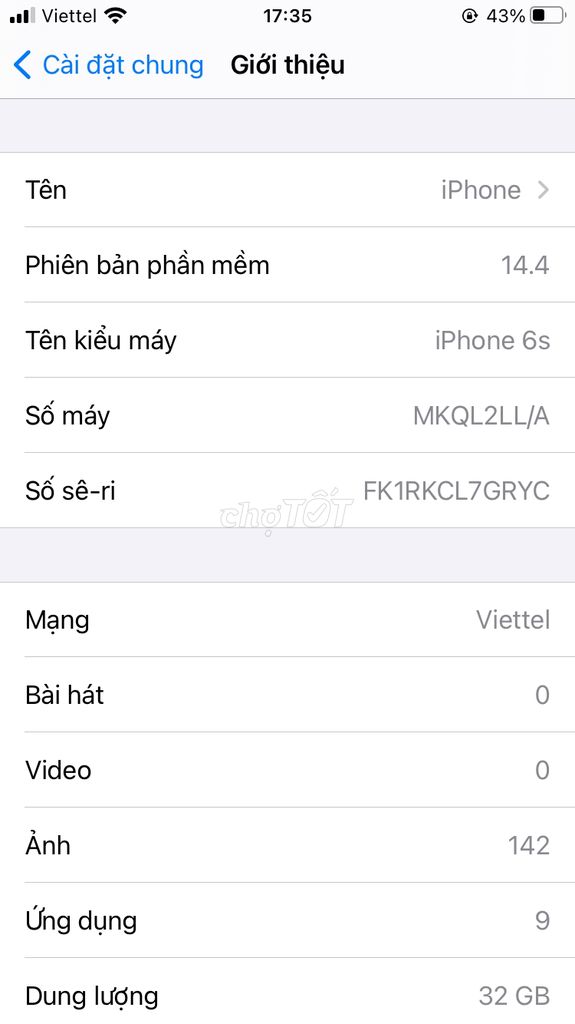 Viettel 17:35 43%
Cài đặt chung Giới thiệu
Tên iPhone
Phiên bản phần mềm 14.4
Tên kiểu máy iPhone 6s
Số máy MKQL2LL/A
Số sê-ri FK1RKCL7GRYC
chợTỐT
Mạng Viettel
Bài hát 0
Video 0
Ảnh 142
Ứng dụng 9
Dung lượng 32 GB